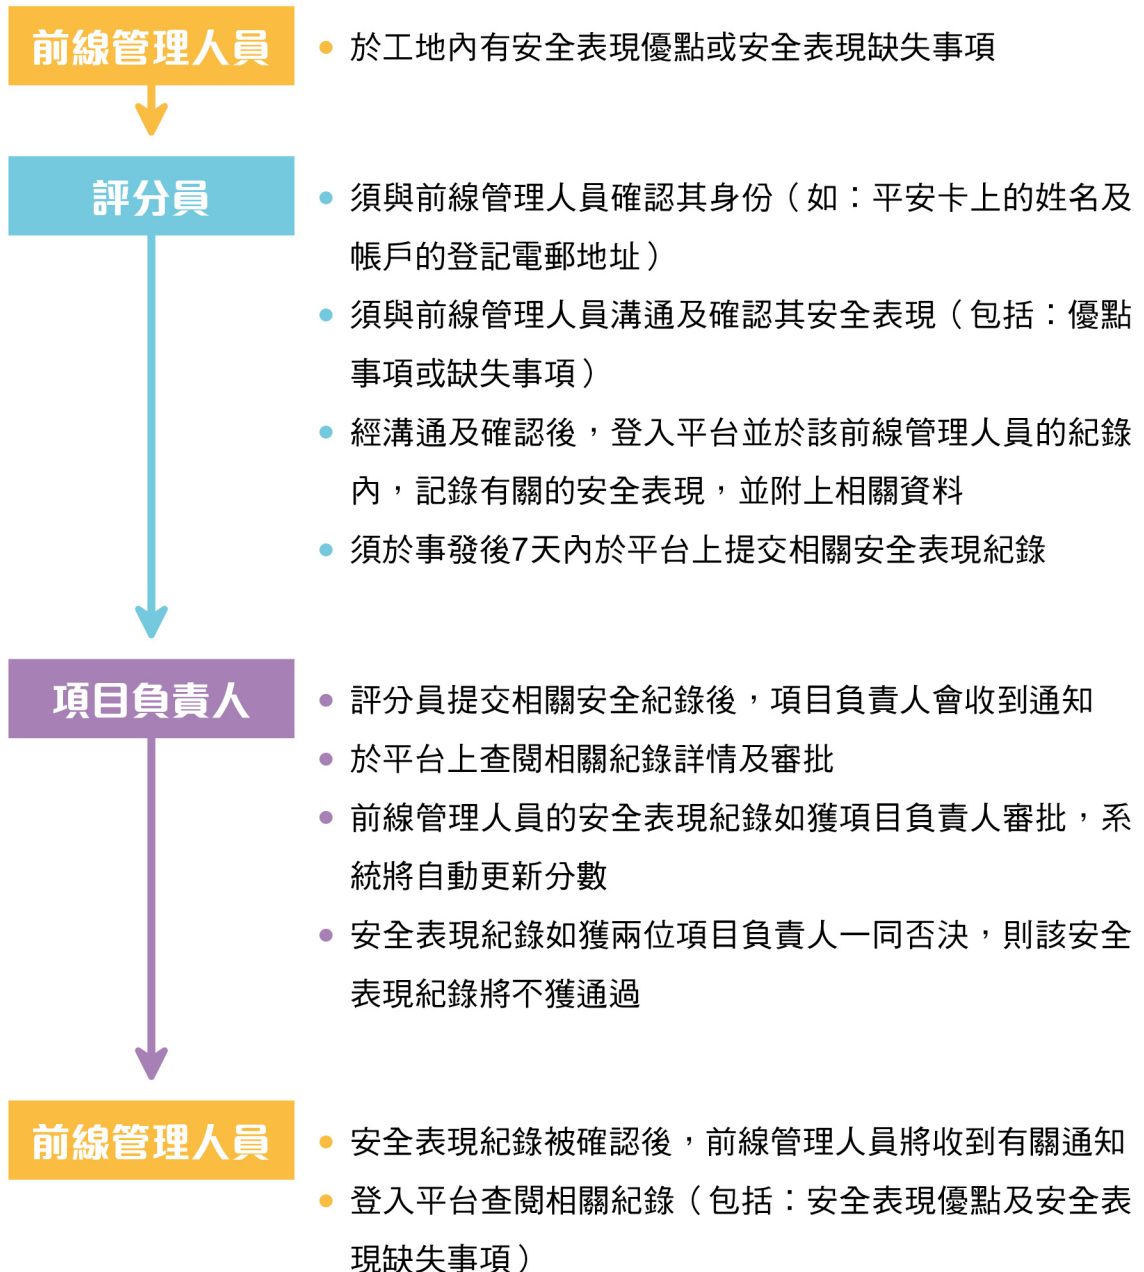 前線管理人員
於工地內有安全表現優點或安全表現缺失事項
評分員
須與前線管理人員確認其身份（如：平安卡上的姓名及
帳戶的登記電郵地址）
須與前線管理人員溝通及確認其安全表現（包括：優點
事項或缺失事項）
經溝通及確認後，登入平台並於該前線管理人員的紀錄
內，記錄有關的安全表現，並附上相關資料
須於事發後7天內於平台上提交相關安全表現紀錄
項目負責人
評分員提交相關安全紀錄後，項目負責人會收到通知
於平台上查閱相關紀錄詳情及審批
前線管理人員的安全表現紀錄如獲項目負責人審批，系
統將自動更新分數
安全表現紀錄如獲兩位項目負責人一同否決，則該安全
表現紀錄將不獲通過
前線管理人員
安全表現紀錄被確認後，前線管理人員將收到有關通知
登入平台查閱相關紀錄（包括：安全表現優點及安全表
現缺失事項）